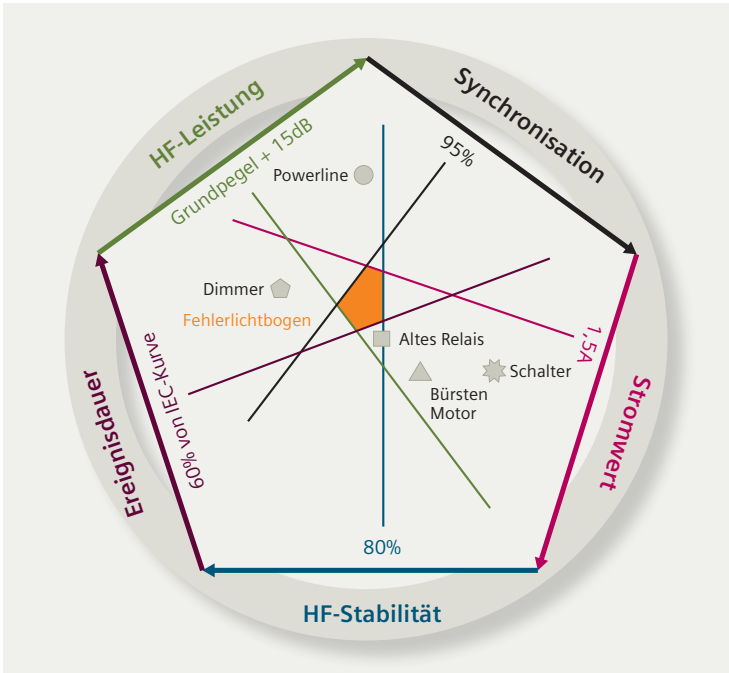 HF-Leistung
Synchronisation
Grundpegel + 15dB
95%
Powerline
Dimmer
Fehlerlichtbogen
Altes Relais
1,5A
Schalter
Bürsten
Motor
60% von IEC-Kurve
Ereignisdauer
Stromwert
80%
HF-Stabilität